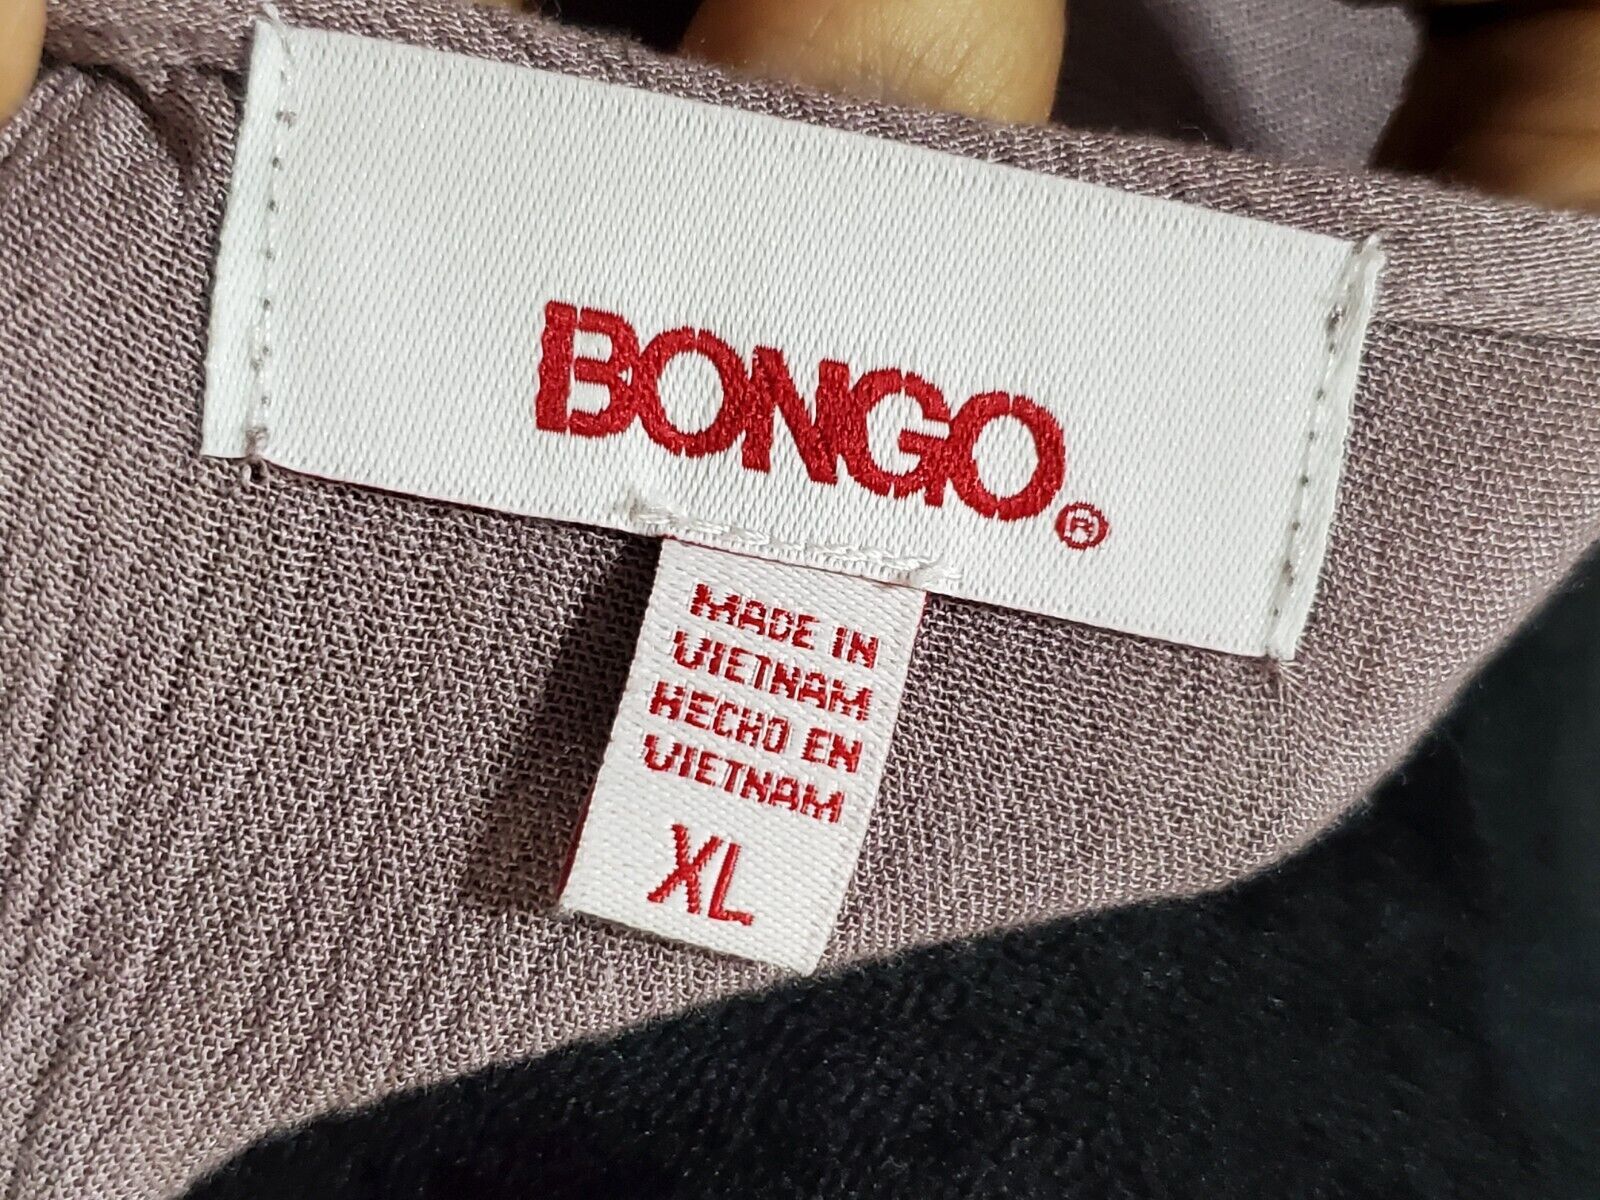 BONGO®
MADE IN
VIETNAM
HECHO EN
VIETNAM
XL